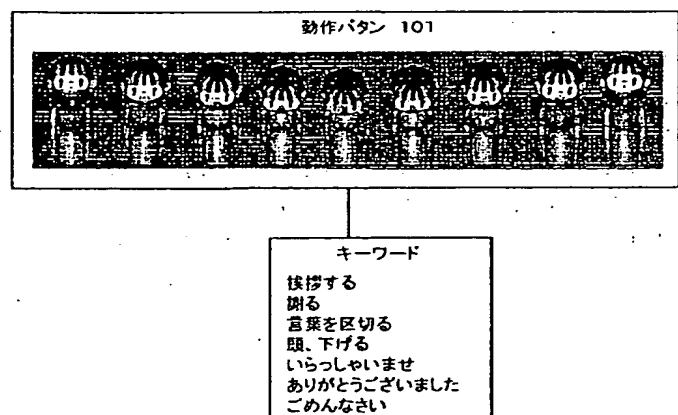 動作パタン 101
キーワード
挨拶する
謝る
言葉を区切る
頭、下げる
いらっしゃいませ
ありがとうございました
ごめんなさい